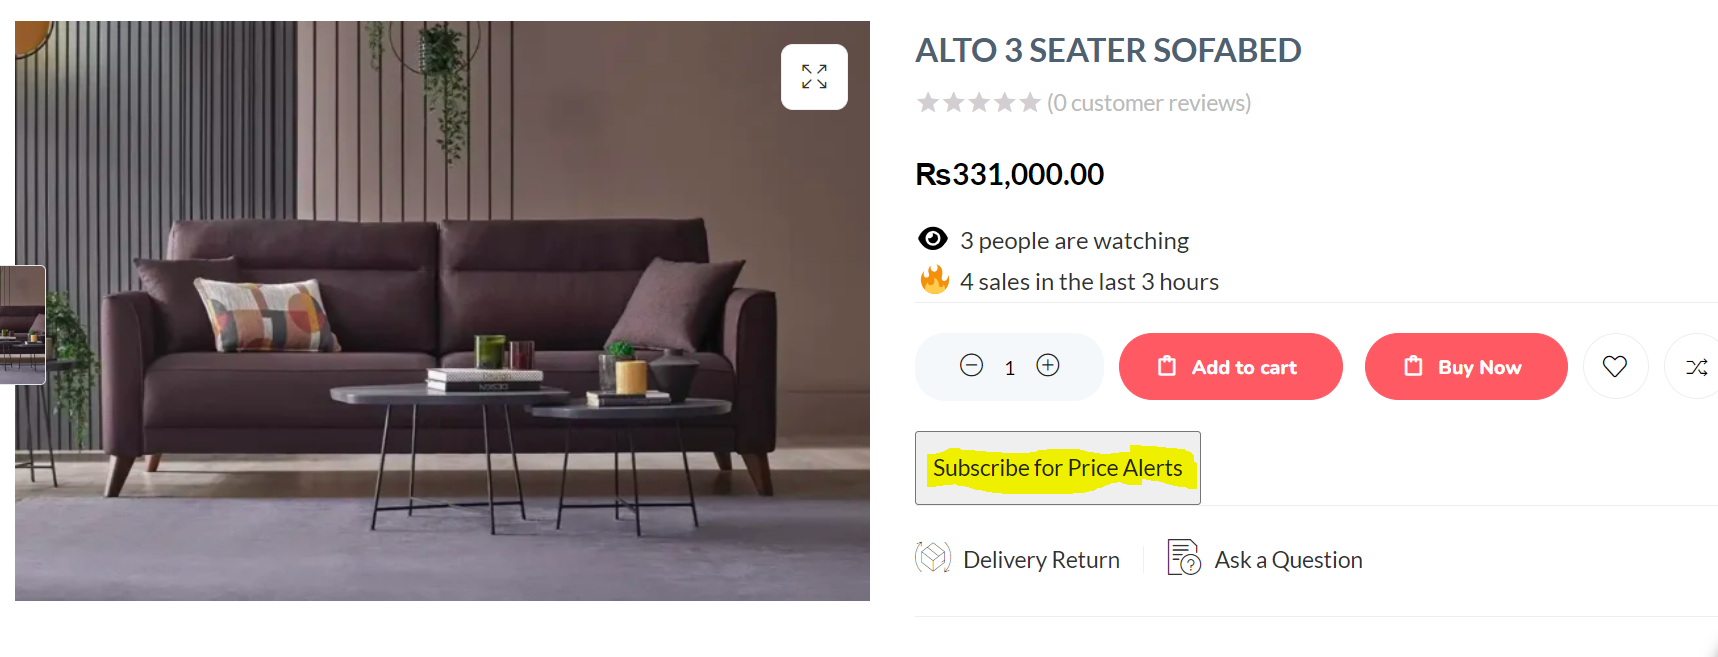 ALTO 3 SEATER SOFABED
(0 customer reviews)
₨331,000.00
3 people are watching
4 sales in the last 3 hours
1
Add to cart
Buy Now
Subscribe for Price Alerts
Delivery Return
Ask a Question
DESIGN